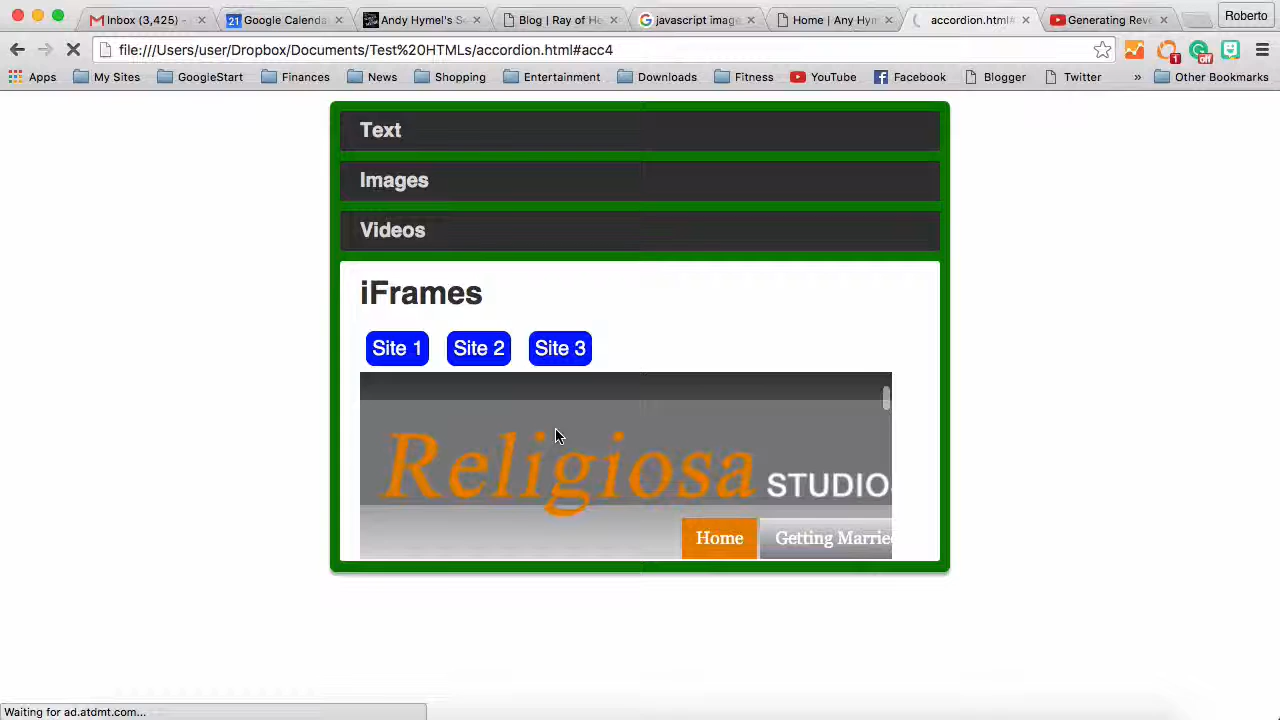 Inbox (3,425) -
Google Calenda
Andy Hymel's S
Blog | Ray of H
javascript imag
Home | Any Hy
accordion.html
Generating Rev
Roberto
file:///Users/user/Dropbox/Documents/Test%20HTMLs/accordion.html#acc4
1
off
Apps
My Sites
GoogleStart
Finances
News
Shopping
Entertainment
Downloads
Fitness
YouTube
Facebook
Blogger
Twitter
»
Other Bookmarks
Text
Images
Videos
iFrames
Site 1
Site 2
Site 3
Religiosa STUDIO
Home
Getting Married
Waiting for ad.atdmt.com...